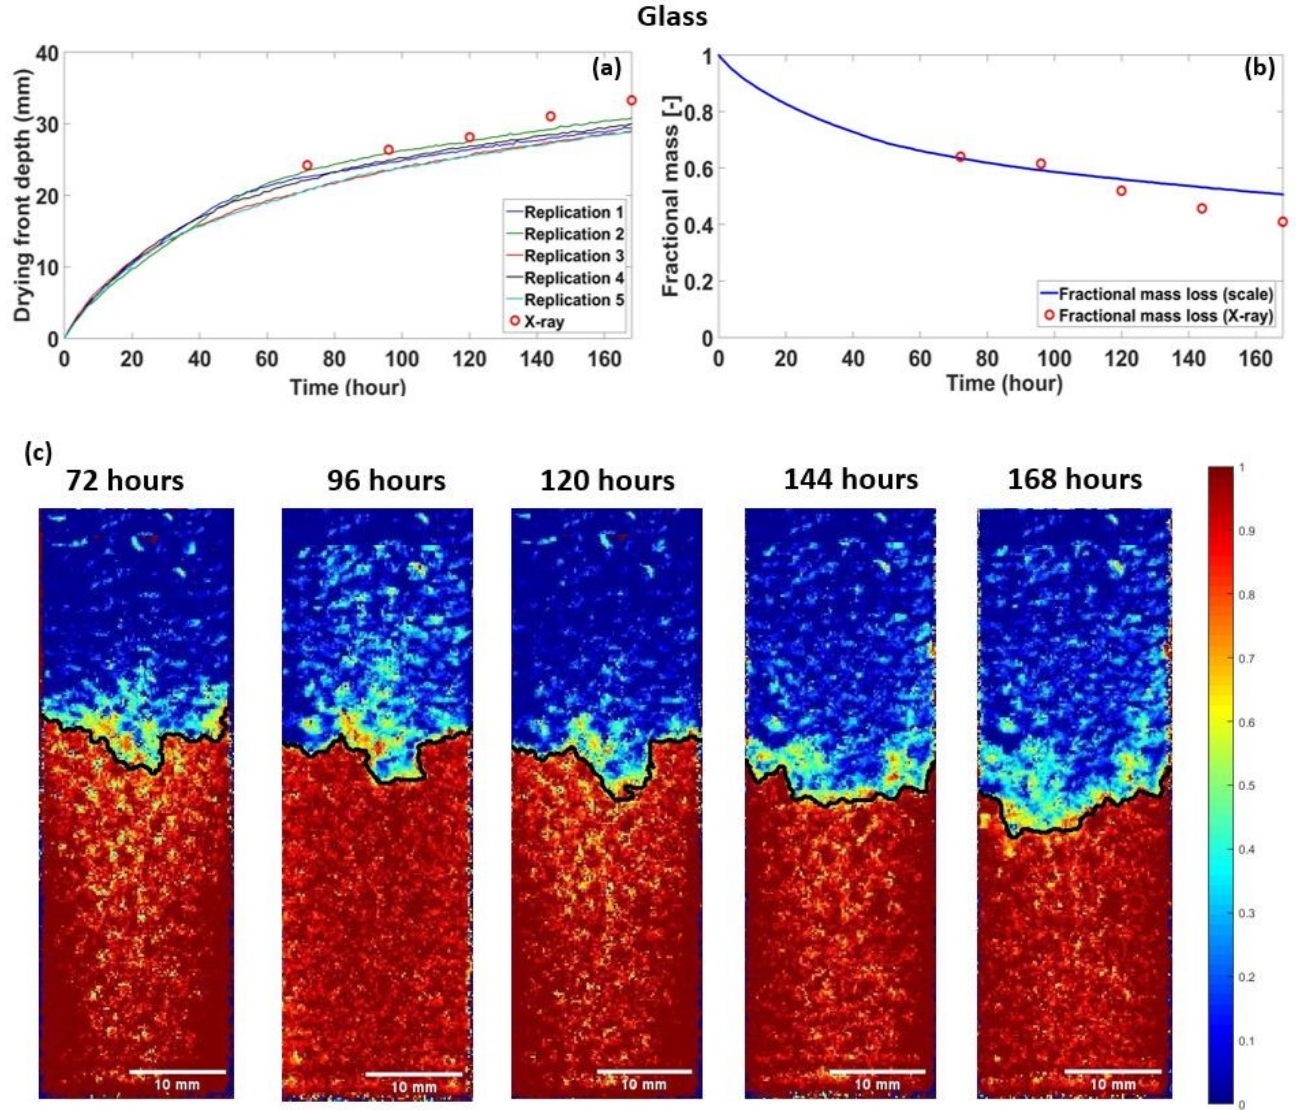 Glass
(a)
40
30
20
10
0
Drying front depth (mm)
0 20 40 60 80 100 120 140 160
Time (hour)
Replication 1
Replication 2
Replication 3
Replication 4
Replication 5
X-ray
(b)
1
0.8
0.6
0.4
0.2
0
Fractional mass [-]
0 20 40 60 80 100 120 140 160
Time (hour)
Fractional mass loss (scale)
Fractional mass loss (X-ray)
(c)
72 hours 96 hours 120 hours 144 hours 168 hours
10 mm 10 mm 10 mm 10 mm 10 mm
1
0.9
0.8
0.7
0.6
0.5
0.4
0.3
0.2
0.1
0